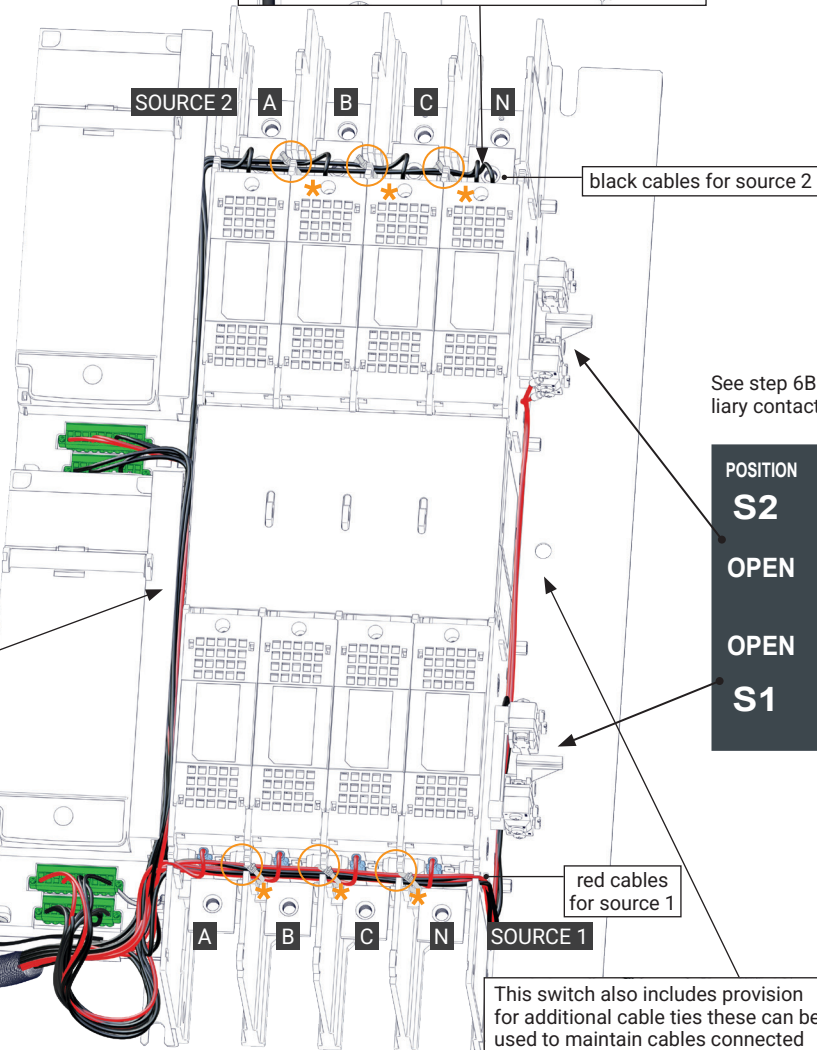 SOURCE 2
A
B
C
N
black cables for source 2
See step 6B
liary contact
POSITION
S2
OPEN
OPEN
S1
red cables
for source 1
A
B
C
N
SOURCE 1
This switch also includes provision
for additional cable ties these can be
used to maintain cables connected